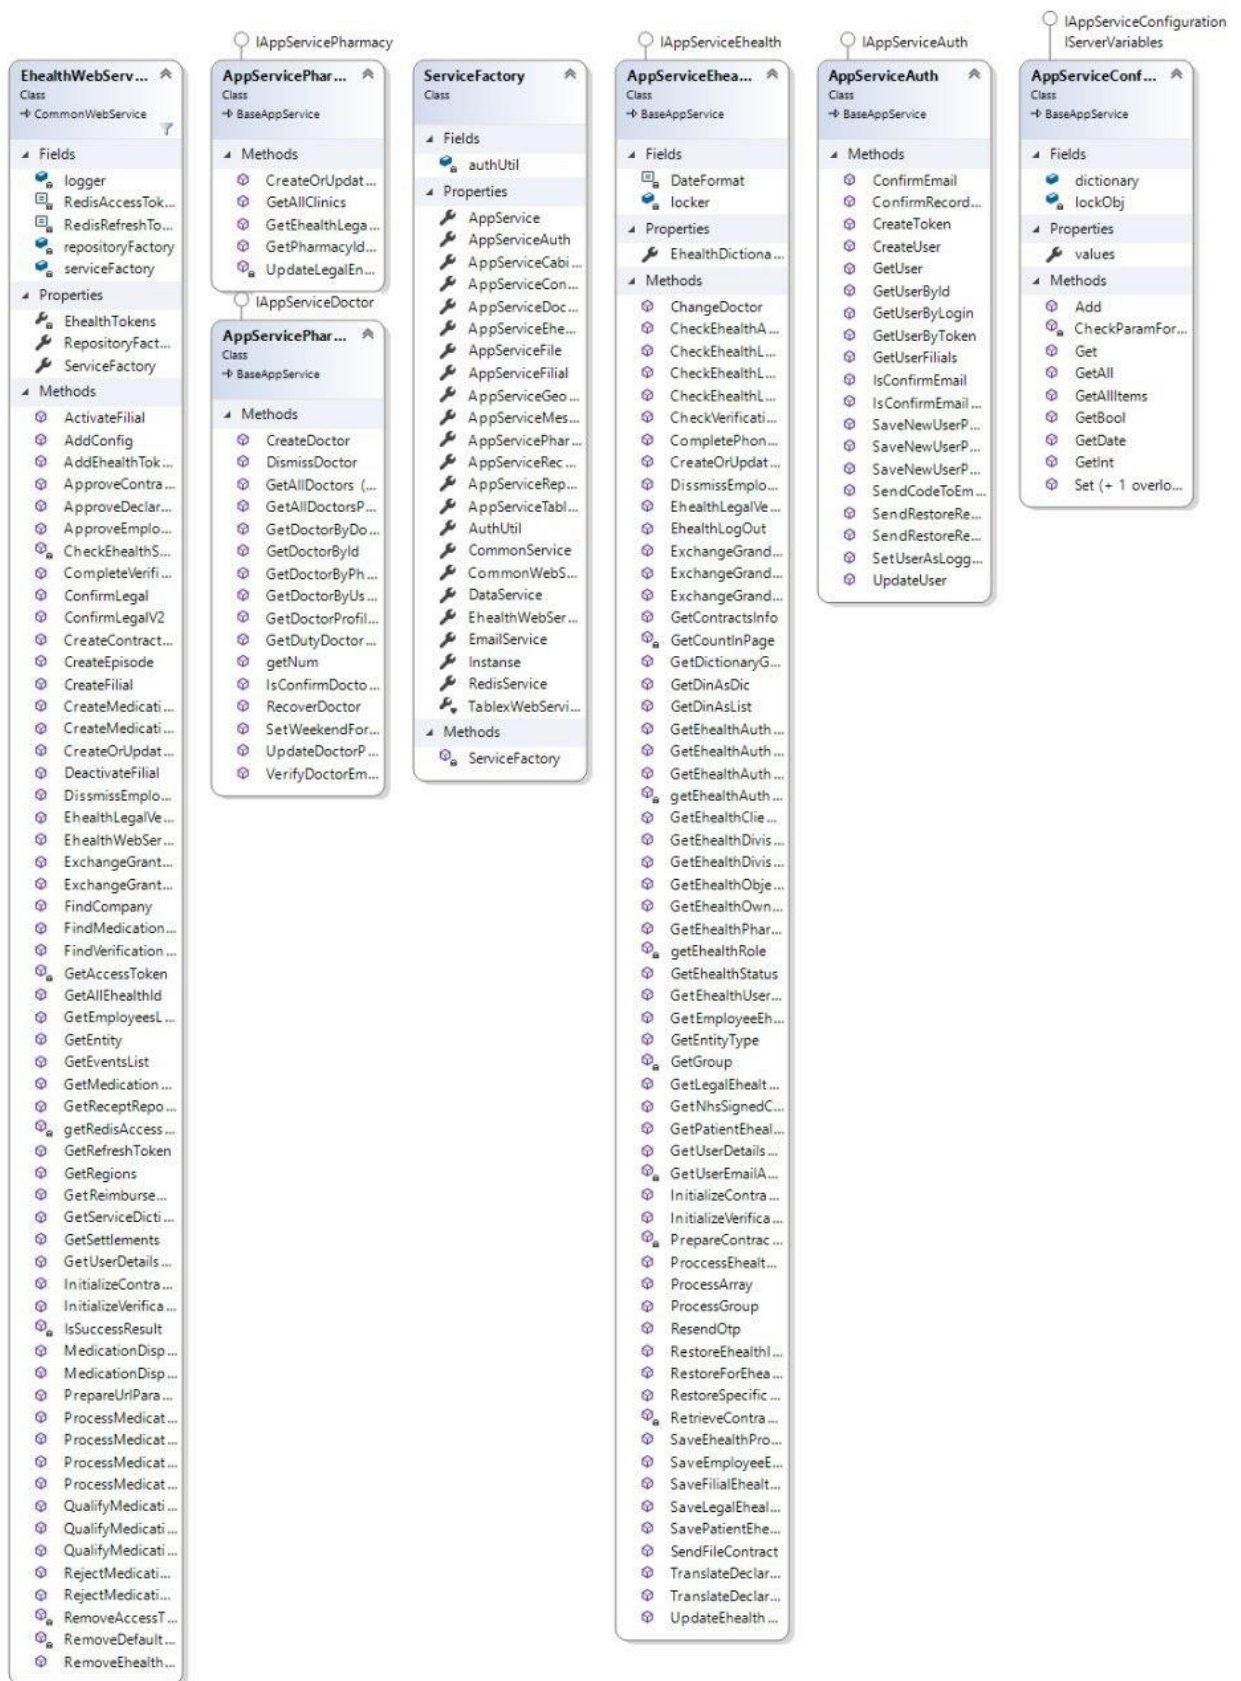 EhealthWebServ...
Class
CommonWebService
Fields
logger
RedisAccessTok...
RedisRefreshTo...
repositoryFactory
serviceFactory
Properties
EhealthTokens
RepositoryFact...
ServiceFactory
Methods
ActivateFilial
AddConfig
AddEhealthTok...
ApproveContra...
ApproveDeclar...
ApproveEmplo...
CheckEhealthS...
CompleteVerifi...
ConfirmLegal
ConfirmLegalV2
CreateContract...
CreateEpisode
CreateFilial
CreateMedicati...
CreateMedicati...
CreateOrUpdat...
DeactivateFilial
DissmissEmplo...
EhealthLegalVe...
EhealthWebSer...
ExchangeGrant...
ExchangeGrant...
FindCompany
FindMedication...
FindVerification...
GetAccessToken
GetAllEhealthId
GetEmployeesL...
GetEntity
GetEventsList
GetMedication...
GetReceptRepo...
getRedisAccess...
GetRefreshToken
GetRegions
GetReimburse...
GetServiceDicti...
GetSettlements
GetUserDetails...
InitializeContra...
InitializeVerifica...
IsSuccessResult
MedicationDisp...
MedicationDisp...
PrepareUrlPara...
ProcessMedicat...
ProcessMedicat...
ProcessMedicat...
ProcessMedicat...
QualifyMedicati...
QualifyMedicati...
QualifyMedicati...
RejectMedicati...
RejectMedicati...
RemoveAccessT...
RemoveDefault...
RemoveEhealth...
IAppServicePharmacy
AppServicePhar...
Class
BaseAppService
Methods
CreateOrUpdat...
GetAllClinics
GetEhealthLega...
GetPharmacyId...
UpdateLegalEn...
IAppServiceDoctor
AppServicePhar...
Class
BaseAppService
Methods
CreateDoctor
DismissDoctor
GetAllDoctors (...
GetAllDoctorsP...
GetDoctorByDo...
GetDoctorById
GetDoctorByPh...
GetDoctorByUs...
GetDoctorProfil...
GetDutyDoctor...
getNum
IsConfirmDocto...
RecoverDoctor
SetWeekendFor...
UpdateDoctorP...
VerifyDoctorEm...
ServiceFactory
Class
Fields
authUtil
Properties
AppService
AppServiceAuth
AppServiceCabi...
AppServiceCon...
AppServiceDoc...
AppServiceEhe...
AppServiceFile
AppServiceFilial
AppServiceGeo...
AppServiceMes...
AppServicePhar...
AppServiceRec...
AppServiceRep...
AppServiceTabl...
AuthUtil
CommonService
CommonWebS...
DataService
EhealthWebSer...
EmailService
Instanse
RedisService
TablexWebServi...
Methods
ServiceFactory
IAppServiceEhealth
AppServiceEhea...
Class
BaseAppService
Fields
DateFormat
locker
Properties
EhealthDictiona...
Methods
ChangeDoctor
CheckEhealthA...
CheckEhealthL...
CheckEhealthL...
CheckEhealthL...
CheckVerificati...
CompletePhon...
CreateOrUpdat...
DissmissEmplo...
EhealthLegalVe...
EhealthLogOut
ExchangeGrand...
ExchangeGrand...
ExchangeGrand...
GetContractsInfo
GetCountInPage
GetDictionaryG...
GetDinAsDic
GetDinAsList
GetEhealthAuth...
GetEhealthAuth...
GetEhealthAuth...
getEhealthAuth...
GetEhealthClie...
GetEhealthDivis...
GetEhealthDivis...
GetEhealthObje...
GetEhealthOwn...
GetEhealthPhar...
getEhealthRole
GetEhealthStatus
GetEhealthUser...
GetEmployeeEh...
GetEntityType
GetGroup
GetLegalEhealt...
GetNhsSignedC...
GetPatientEheal...
GetUserDetails...
GetUserEmailA...
InitializeContra...
InitializeVerifica...
PrepareContrac...
ProccessEhealt...
ProcessArray
ProcessGroup
ResendOtp
RestoreEhealthI...
RestoreForEhea...
RestoreSpecific...
RetrieveContra...
SaveEhealthPro...
SaveEmployeeE...
SaveFilialEhealt...
SaveLegalEheal...
SavePatientEhe...
SendFileContract
TranslateDeclar...
TranslateDeclar...
UpdateEhealth...
IAppServiceAuth
AppServiceAuth
Class
BaseAppService
Methods
ConfirmEmail
ConfirmRecord...
CreateToken
CreateUser
GetUser
GetUserById
GetUserByLogin
GetUserByToken
GetUserFilials
IsConfirmEmail
IsConfirmEmail...
SaveNewUserP...
SaveNewUserP...
SaveNewUserP...
SendCodeToEm...
SendRestoreRe...
SendRestoreRe...
SetUserAsLogg...
UpdateUser
IAppServiceConfiguration
IServerVariables
AppServiceConf...
Class
BaseAppService
Fields
dictionary
lockObj
Properties
values
Methods
Add
CheckParamFor...
Get
GetAll
GetAllItems
GetBool
GetDate
GetInt
Set (+ 1 overlo...